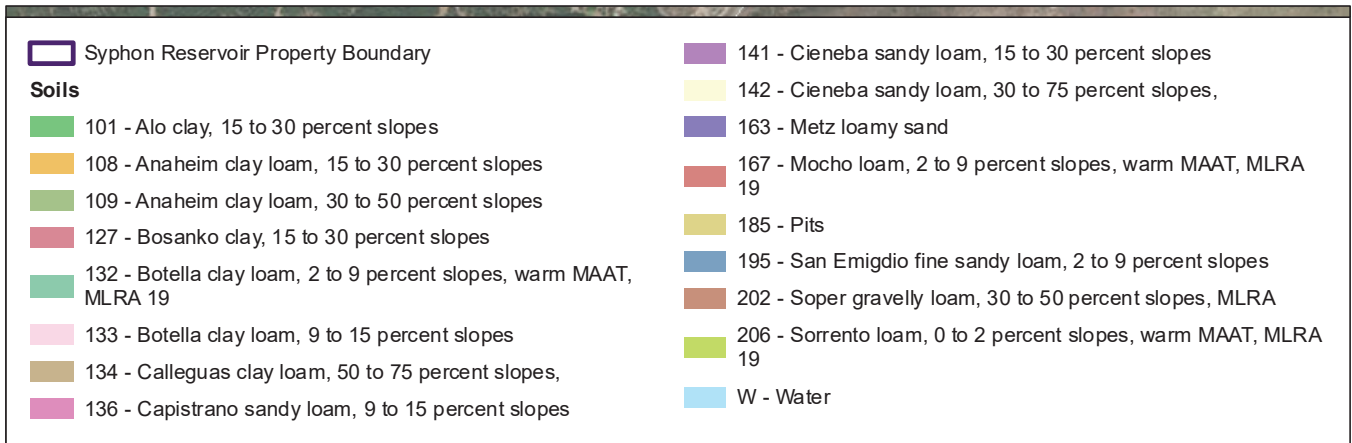 Syphon Reservoir Property Boundary
Soils
101 - Alo clay, 15 to 30 percent slopes
108 - Anaheim clay loam, 15 to 30 percent slopes
109 - Anaheim clay loam, 30 to 50 percent slopes
127 - Bosanko clay, 15 to 30 percent slopes
132 - Botella clay loam, 2 to 9 percent slopes, warm MAAT,
MLRA 19
133 - Botella clay loam, 9 to 15 percent slopes
134 - Calleguas clay loam, 50 to 75 percent slopes,
136 - Capistrano sandy loam, 9 to 15 percent slopes
141 - Cieneba sandy loam, 15 to 30 percent slopes
142 - Cieneba sandy loam, 30 to 75 percent slopes,
163 - Metz loamy sand
167 - Mocho loam, 2 to 9 percent slopes, warm MAAT, MLRA
19
185 - Pits
195 - San Emigdio fine sandy loam, 2 to 9 percent slopes
202 - Soper gravelly loam, 30 to 50 percent slopes, MLRA
206 - Sorrento loam, 0 to 2 percent slopes, warm MAAT, MLRA
19
W - Water